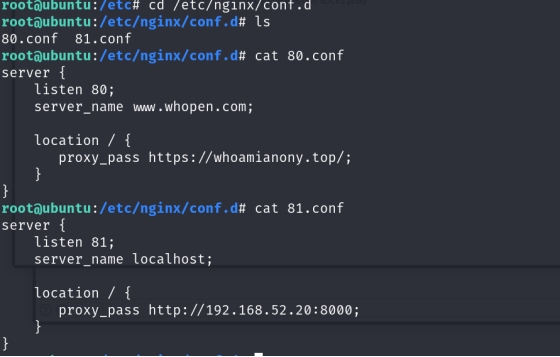 root@ubuntu:/etc# cd /etc/nginx/conf.d
root@ubuntu:/etc/nginx/conf.d# ls
80.conf  81.conf
root@ubuntu:/etc/nginx/conf.d# cat 80.conf
server {
    listen 80;
    server_name www.whopen.com;

    location / {
       proxy_pass https://whoamianony.top/;
    }
}
root@ubuntu:/etc/nginx/conf.d# cat 81.conf
server {
    listen 81;
    server_name localhost;

    location / {
       proxy_pass http://192.168.52.20:8000;
    }
}